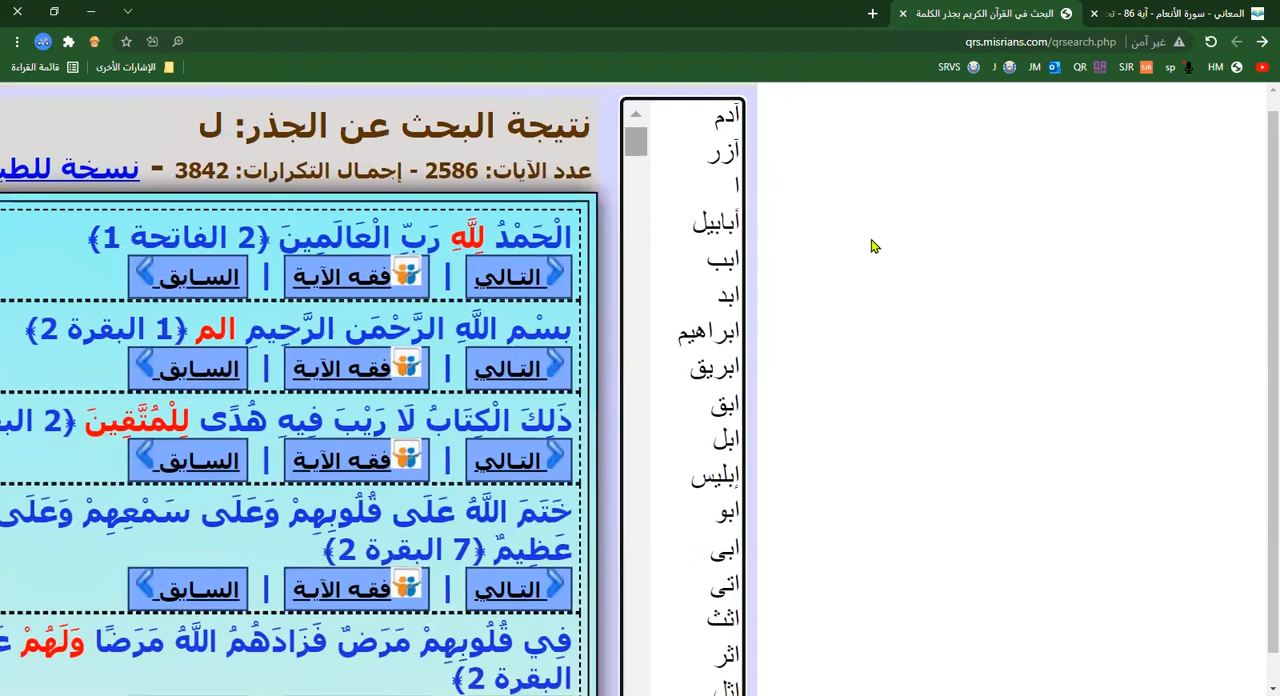 المعاني - سورة الأنعام - آية 86 - تح
البحث في القرآن الكريم بجذر الكلمة
غير آمن
qrs.misrians.com/qrsearch.php
HM
sp
SJR
QR
JM
J
SRVS
الإشارات الأخرى
قائمة القراءة
نتيجة البحث عن الجذر: ل
عدد الآيات: 2586 - إجمالى التكرارات: 3842 - نسخة للط
الْحَمْدُ لِلَّهِ رَبِّ الْعَالَمِينَ ﴿2 الفاتحة 1﴾
التالي | فقه الآية | السابق
بِسْمِ اللَّهِ الرَّحْمَنِ الرَّحِيمِ الم ﴿1 البقرة 2﴾
التالي | فقه الآية | السابق
ذَلِكَ الْكِتَابُ لَا رَيْبَ فِيهِ هُدًى لِلْمُتَّقِينَ ﴿2 الب
التالي | فقه الآية | السابق
خَتَمَ اللَّهُ عَلَى قُلُوبِهِمْ وَعَلَى سَمْعِهِمْ وَعَلَى
عَظِيمٌ ﴿7 البقرة 2﴾
التالي | فقه الآية | السابق
فِي قُلُوبِهِمْ مَرَضٌ فَزَادَهُمُ اللَّهُ مَرَضًا وَلَهُمْ
البقرة 2﴾
آدم
آزر
ا
أبابيل
ابب
ابد
ابراهيم
ابريق
ابق
ابل
إبليس
ابو
ابى
اتى
اثث
اثر
اثل